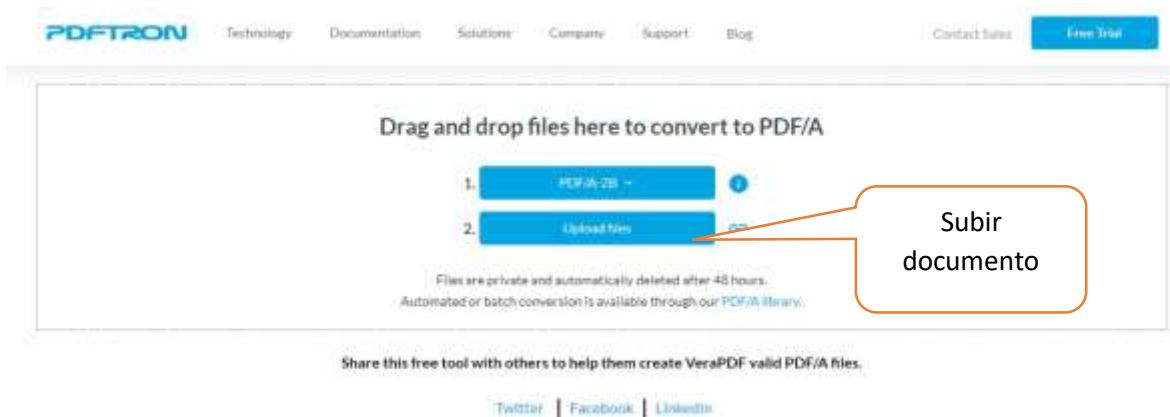 PDFTRON Technology Documentation Solutions Company Support Blog Contact Sales Free Trial
Drag and drop files here to convert to PDF/A
1. PDF/A-2B
2. Upload files
Subir
documento
Files are private and automatically deleted after 48 hours.
Automated or batch conversion is available through our PDF/A library.
Share this free tool with others to help them create VeraPDF valid PDF/A files.
Twitter | Facebook | LinkedIn